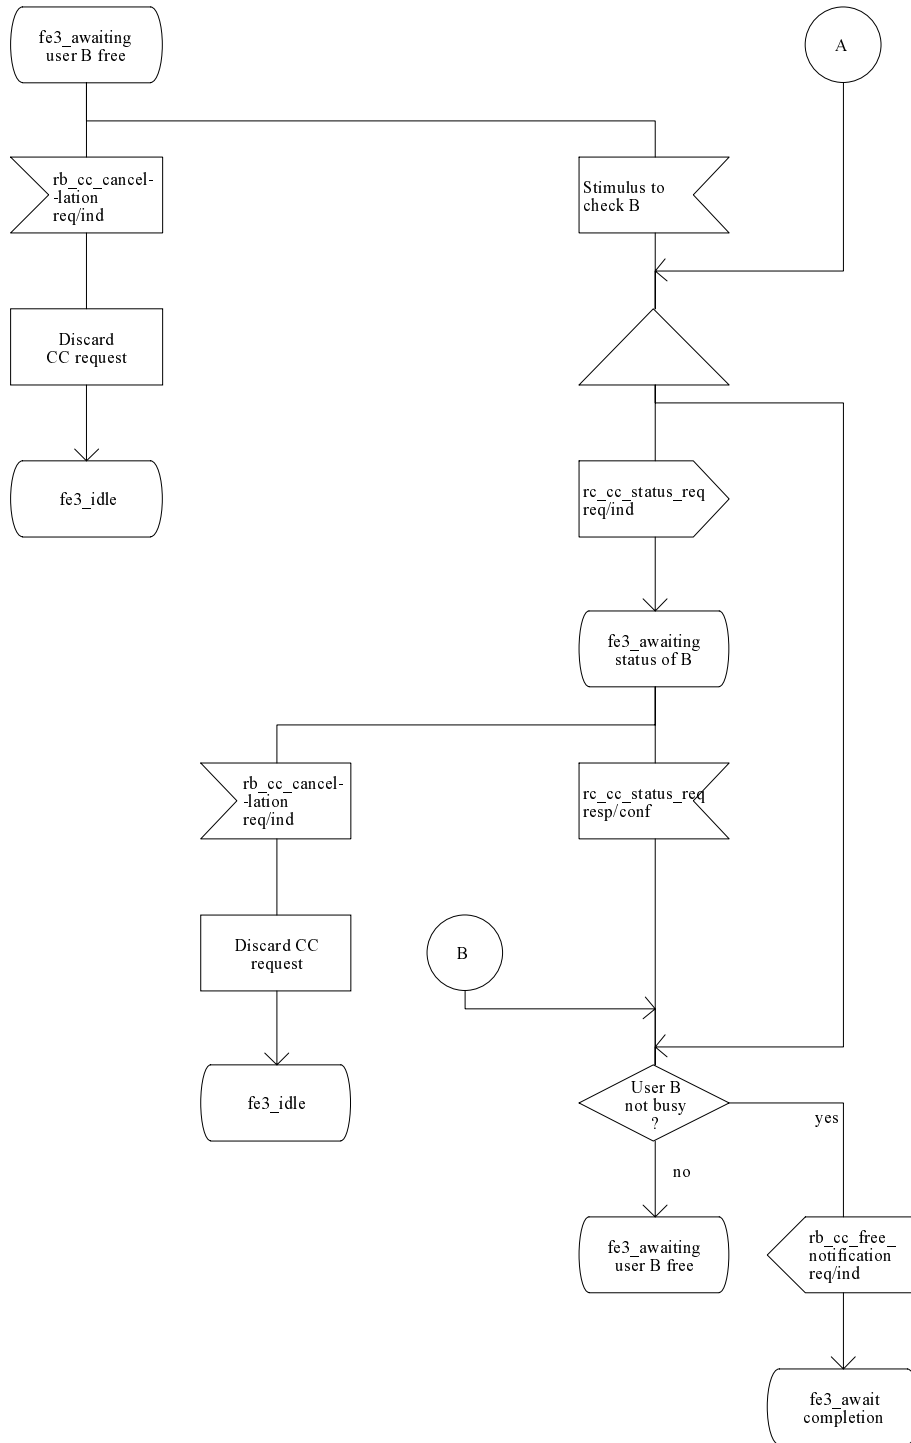 fe3_awaiting
user B free
A
rb_cc_cancel-
-lation
req/ind
Stimulus to
check B
Discard
CC request
fe3_idle
rc_cc_status_req
req/ind
fe3_awaiting
status of B
rb_cc_cancel-
-lation
req/ind
rc_cc_status_req
resp/conf
Discard CC
request
B
fe3_idle
User B
not busy
?
yes
no
fe3_awaiting
user B free
rb_cc_free_
notification
req/ind
fe3_await
completion